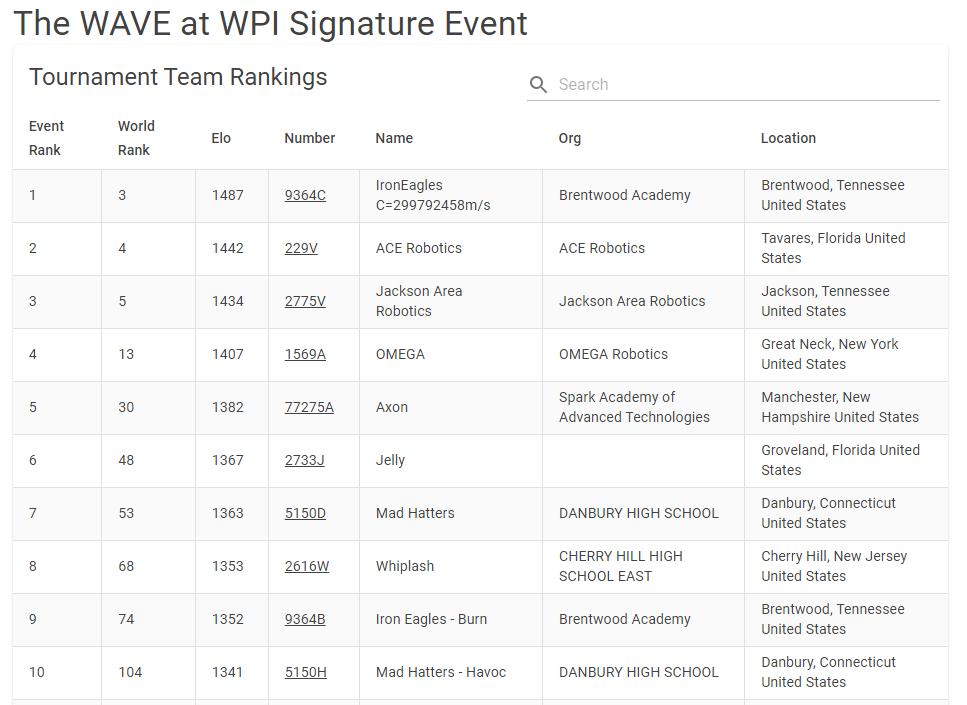 The WAVE at WPI Signature Event
Tournament Team Rankings
Search
Event Rank World Rank Elo Number Name Org Location
1 3 1487 9364C IronEagles C=299792458m/s Brentwood Academy Brentwood, Tennessee United States
2 4 1442 229V ACE Robotics ACE Robotics Tavares, Florida United States
3 5 1434 2775V Jackson Area Robotics Jackson Area Robotics Jackson, Tennessee United States
4 13 1407 1569A OMEGA OMEGA Robotics Great Neck, New York United States
5 30 1382 77275A Axon Spark Academy of Advanced Technologies Manchester, New Hampshire United States
6 48 1367 2733J Jelly Groveland, Florida United States
7 53 1363 5150D Mad Hatters DANBURY HIGH SCHOOL Danbury, Connecticut United States
8 68 1353 2616W Whiplash CHERRY HILL HIGH SCHOOL EAST Cherry Hill, New Jersey United States
9 74 1352 9364B Iron Eagles - Burn Brentwood Academy Brentwood, Tennessee United States
10 104 1341 5150H Mad Hatters - Havoc DANBURY HIGH SCHOOL Danbury, Connecticut United States